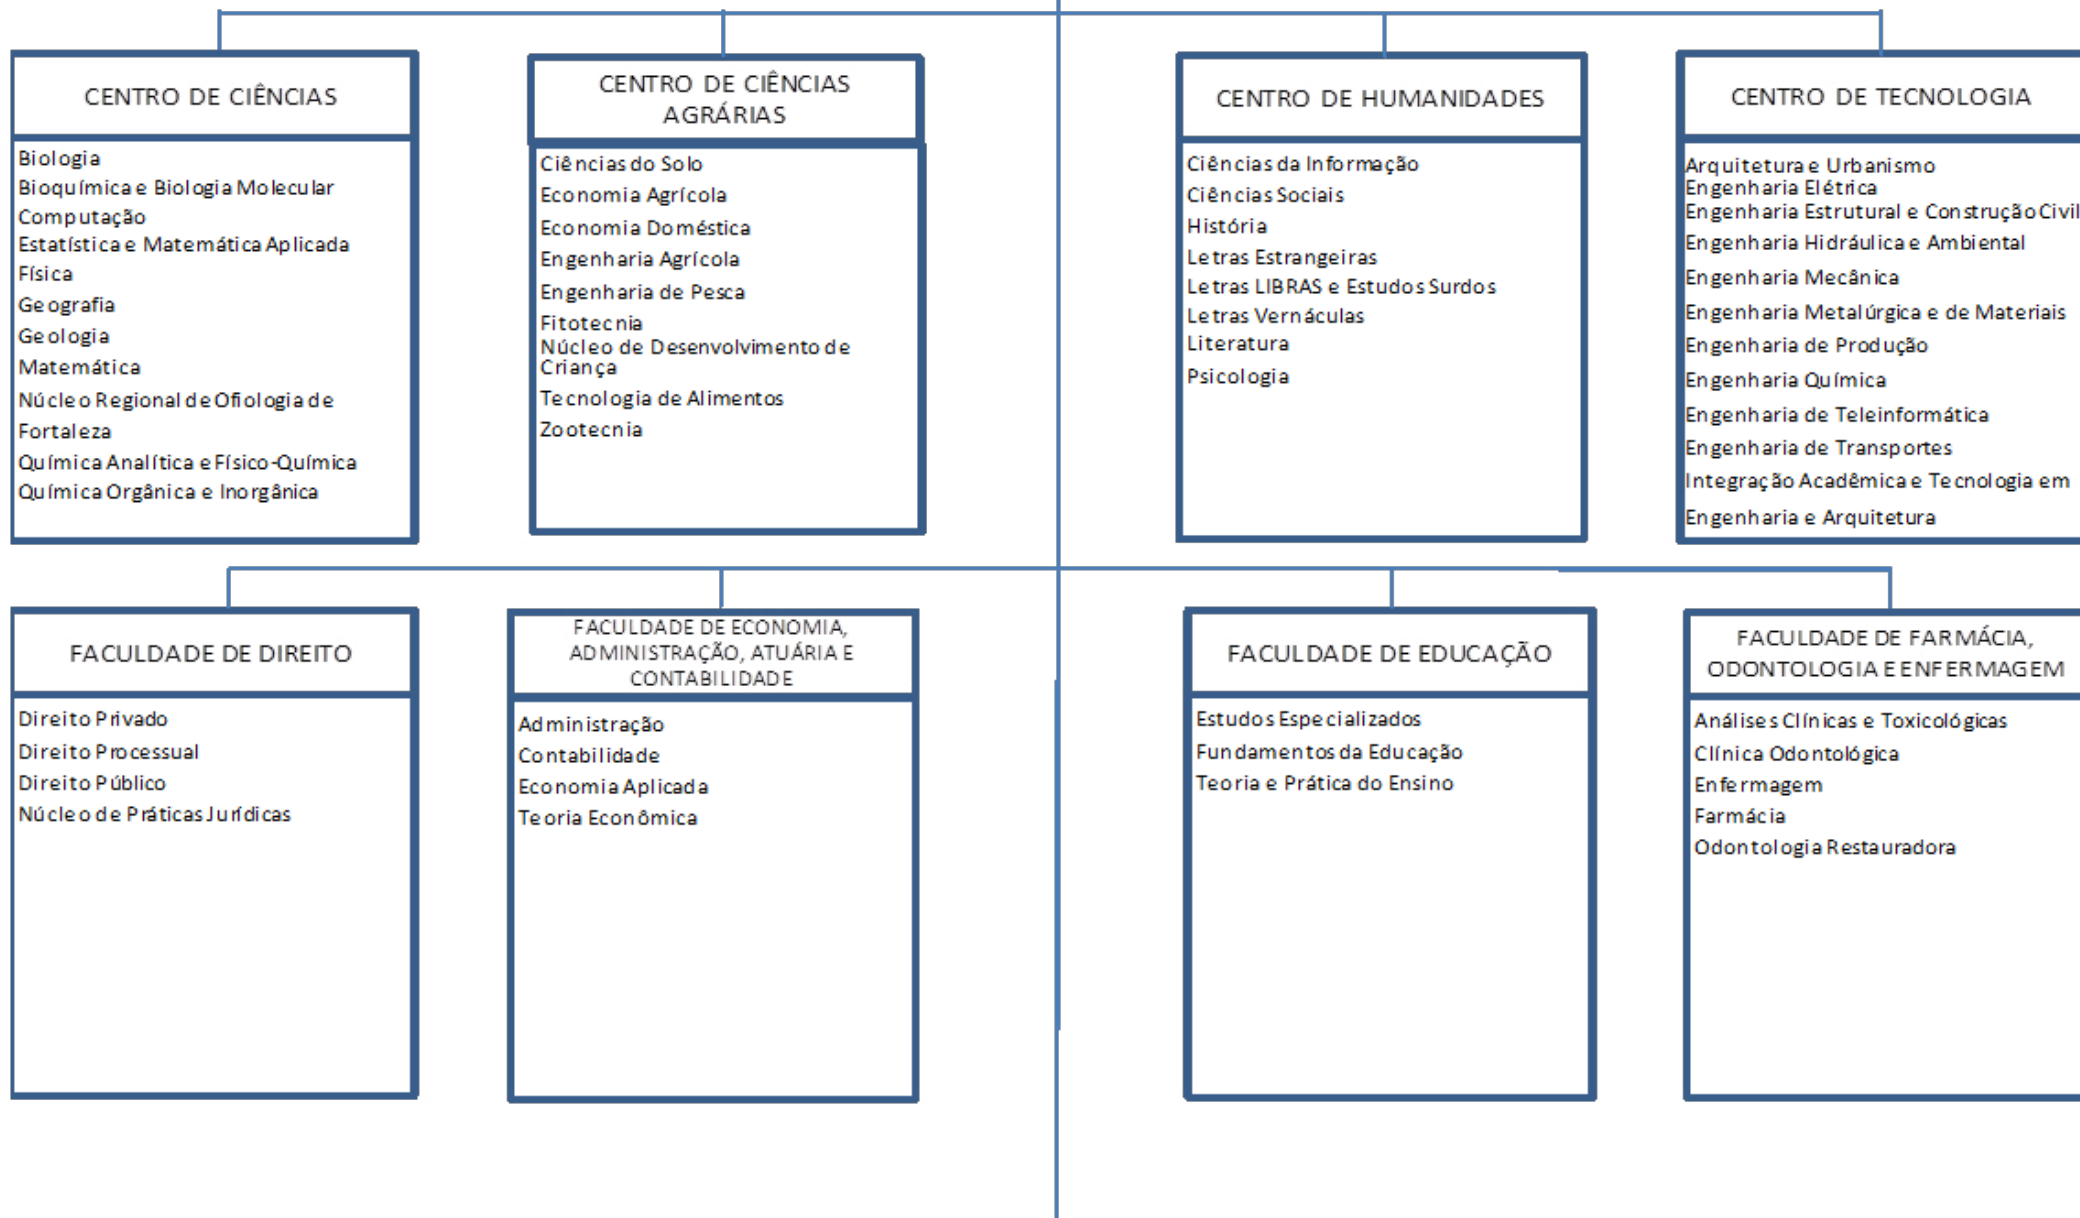 CENTRO DE CIÊNCIAS
Biologia
Bioquímica e Biologia Molecular
Computação
Estatística e Matemática Aplicada
Física
Geografia
Geologia
Matemática
Núcleo Regional de Ofiologia de
Fortaleza
Química Analítica e Físico-Química
Química Orgânica e Inorgânica
CENTRO DE CIÊNCIAS
AGRÁRIAS
Ciências do Solo
Economia Agrícola
Economia Doméstica
Engenharia Agrícola
Engenharia de Pesca
Fitotecnia
Núcleo de Desenvolvimento de
Criança
Tecnologia de Alimentos
Zootecnia
CENTRO DE HUMANIDADES
Ciências da Informação
Ciências Sociais
História
Letras Estrangeiras
Letras LIBRAS e Estudos Surdos
Letras Vernáculas
Literatura
Psicologia
CENTRO DE TECNOLOGIA
Arquitetura e Urbanismo
Engenharia Elétrica
Engenharia Estrutural e Construção Civil
Engenharia Hidráulica e Ambiental
Engenharia Mecânica
Engenharia Metalúrgica e de Materiais
Engenharia de Produção
Engenharia Química
Engenharia de Teleinformática
Engenharia de Transportes
Integração Acadêmica e Tecnologia em
Engenharia e Arquitetura
FACULDADE DE DIREITO
Direito Privado
Direito Processual
Direito Público
Núcleo de Práticas Jurídicas
FACULDADE DE ECONOMIA,
ADMINISTRAÇÃO, ATUÁRIA E
CONTABILIDADE
Administração
Contabilidade
Economia Aplicada
Teoria Econômica
FACULDADE DE EDUCAÇÃO
Estudos Especializados
Fundamentos da Educação
Teoria e Prática do Ensino
FACULDADE DE FARMÁCIA,
ODONTOLOGIA E ENFERMAGEM
Análises Clínicas e Toxicológicas
Clínica Odontológica
Enfermagem
Farmácia
Odontologia Restauradora